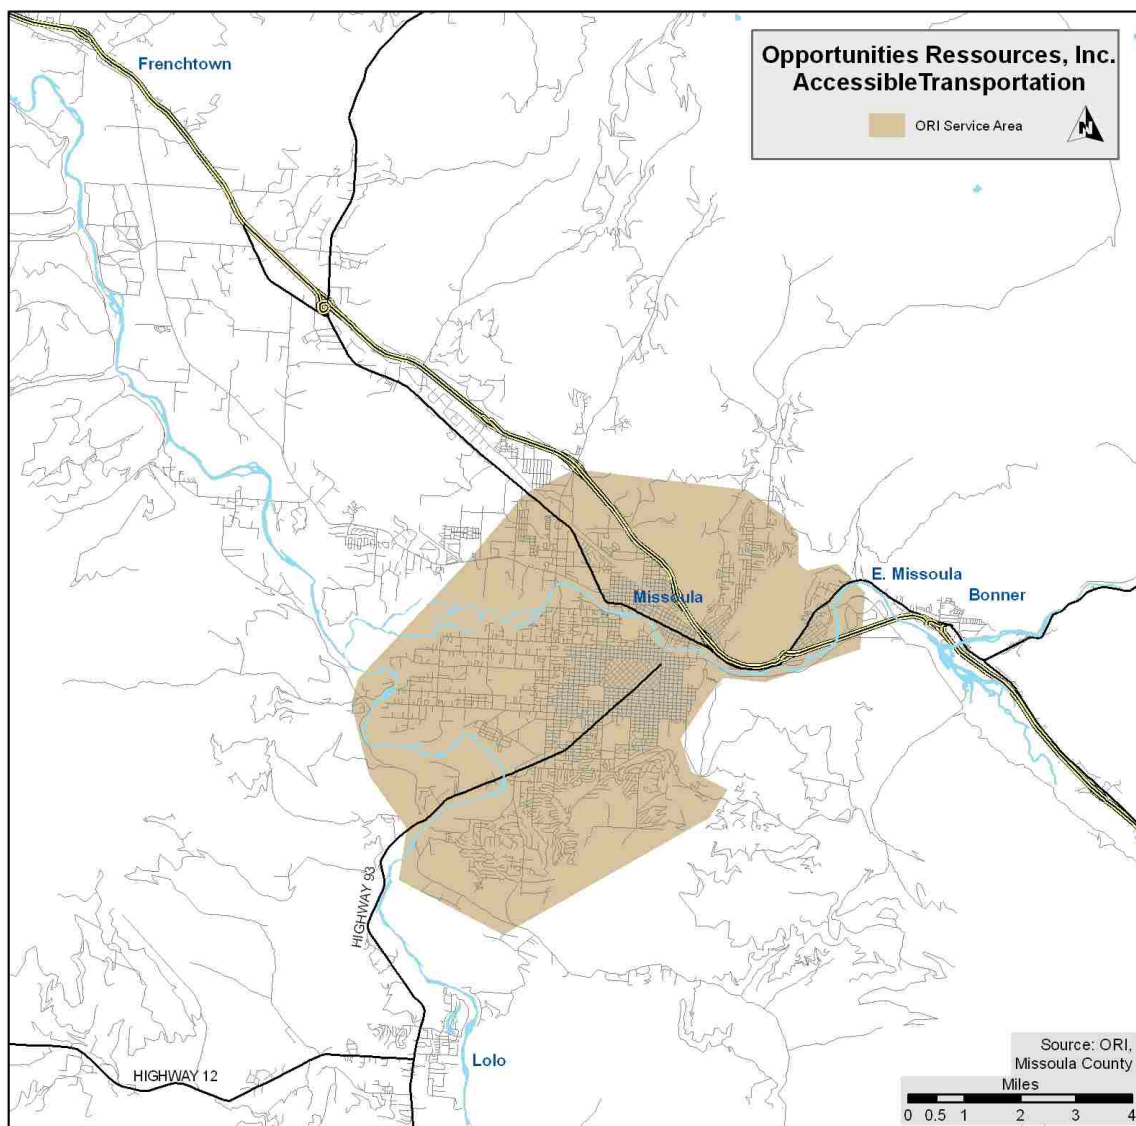 Opportunities Ressources, Inc.
AccessibleTransportation
ORI Service Area
N
Frenchtown
Missoula
E. Missoula
Bonner
HIGHWAY 93
Lolo
HIGHWAY 12
Source: ORI,
Missoula County
Miles
0 0.5 1 2 3 4